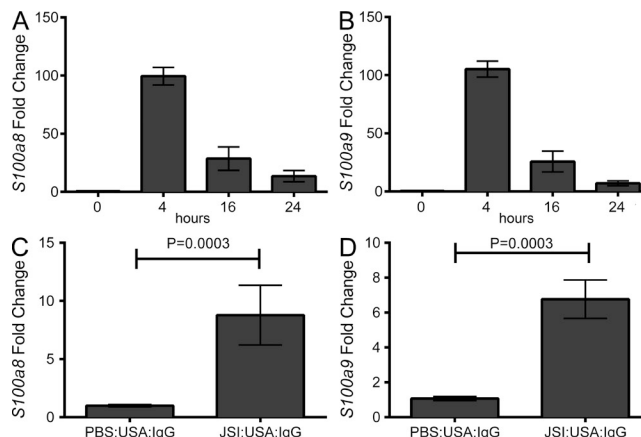 A
S100a8 Fold Change
150
100
50
0
0 4 16 24
hours
B
S100a9 Fold Change
150
100
50
0
0 4 16 24
hours
C
S100a8 Fold Change
15
10
5
0
P=0.0003
PBS:USA:IgG JSI:USA:IgG
D
S100a9 Fold Change
8
6
4
2
0
P=0.0003
PBS:USA:IgG JSI:USA:IgG